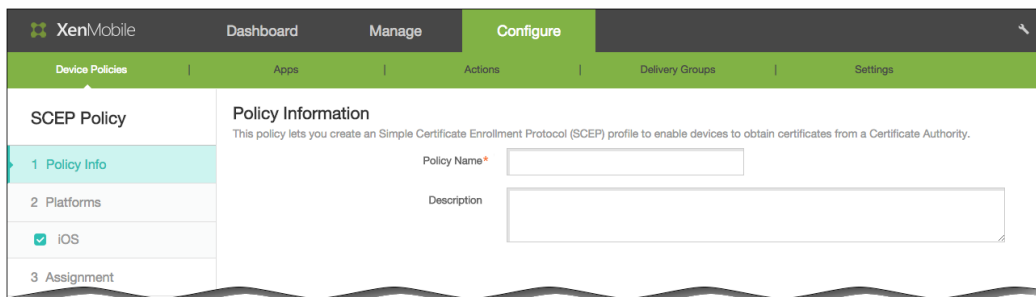 XenMobile Dashboard Manage Configure
Device Policies | Apps | Actions | Delivery Groups | Settings
SCEP Policy
1 Policy Info
2 Platforms
iOS
3 Assignment
Policy Information
This policy lets you create an Simple Certificate Enrollment Protocol (SCEP) profile to enable devices to obtain certificates from a Certificate Authority.
Policy Name*
Description